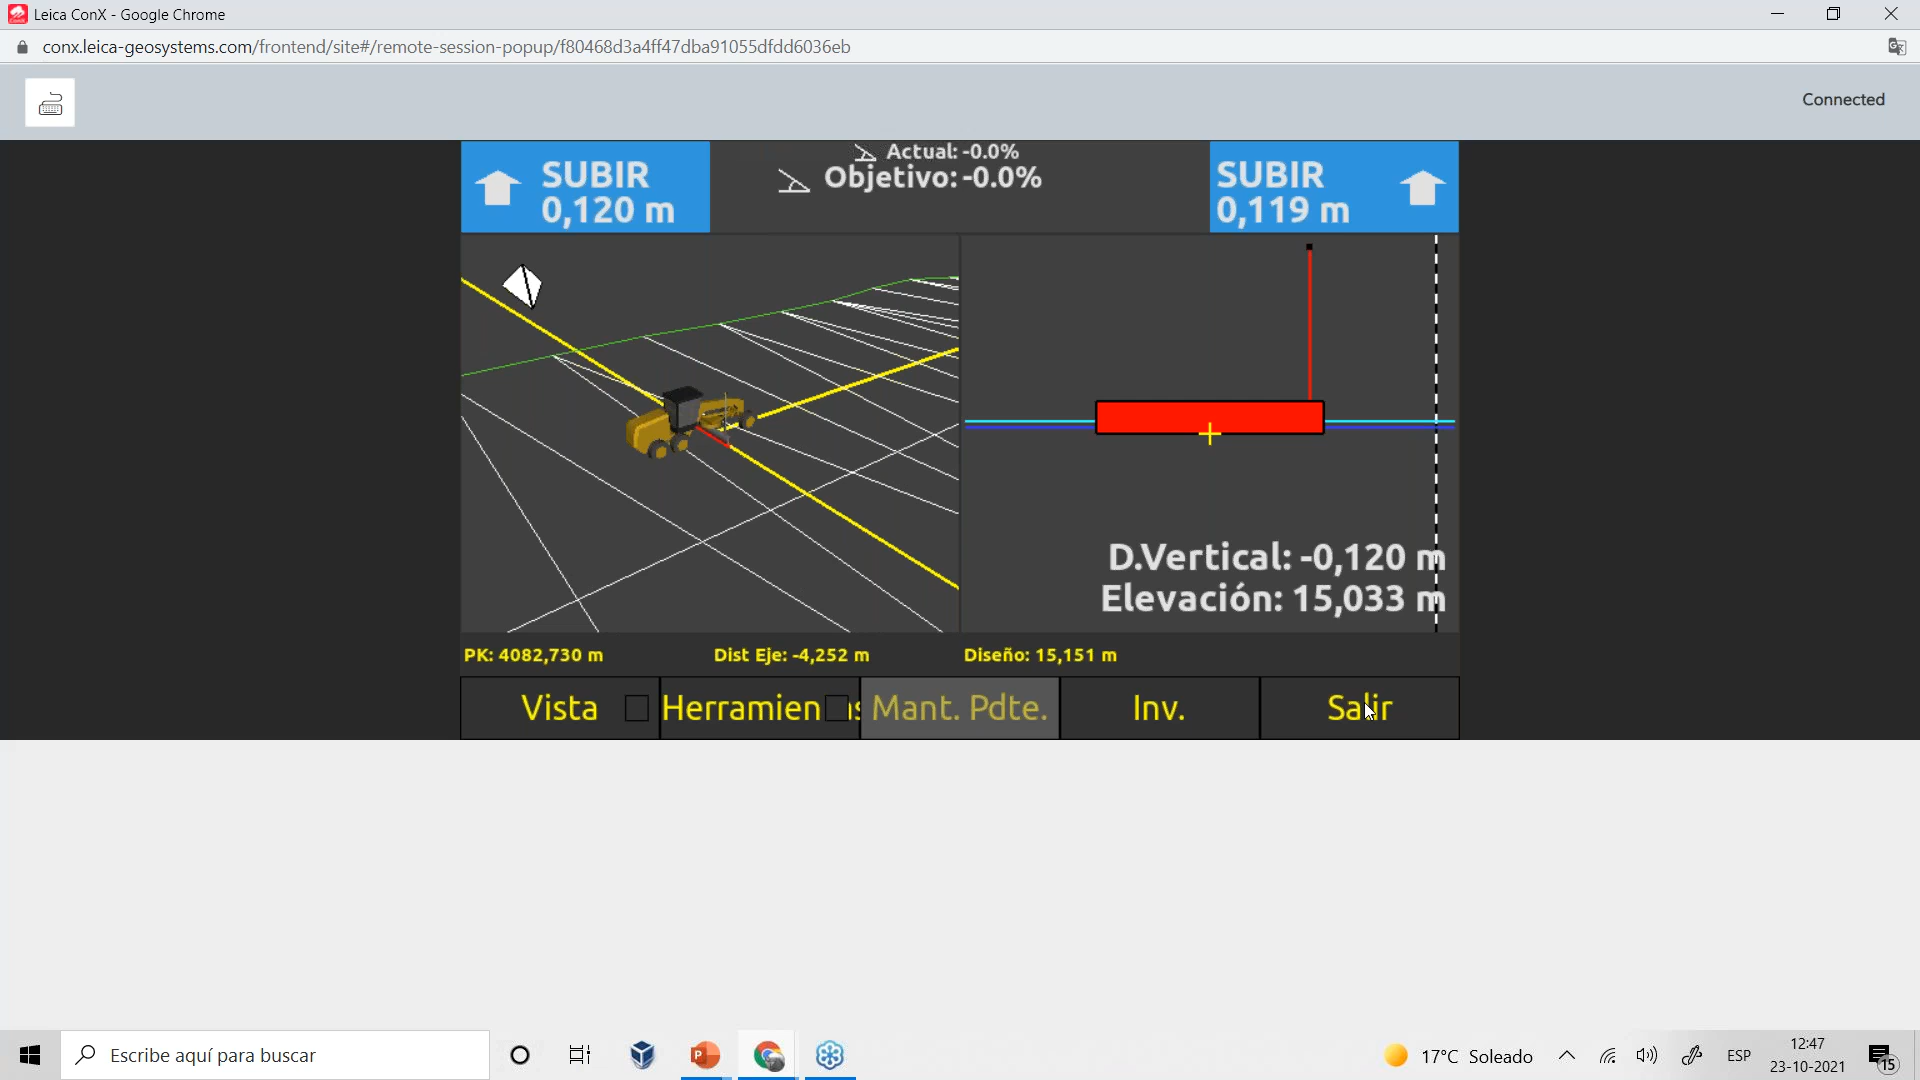 Leica ConX - Google Chrome
conx.leica-geosystems.com/frontend/site#/remote-session-popup/f80468d3a4ff47dba91055dfdd6036eb
Connected
SUBIR
0,120 m
Actual: -0.0%
Objetivo: -0.0%
SUBIR
0,119 m
D.Vertical: -0,120 m
Elevación: 15,033 m
PK: 4082,730 m
Dist Eje: -4,252 m
Diseño: 15,151 m
Vista
Herramien s
Mant. Pdte.
Inv.
Salir
Escribe aquí para buscar
17°C Soleado
ESP
12:47
23-10-2021
15